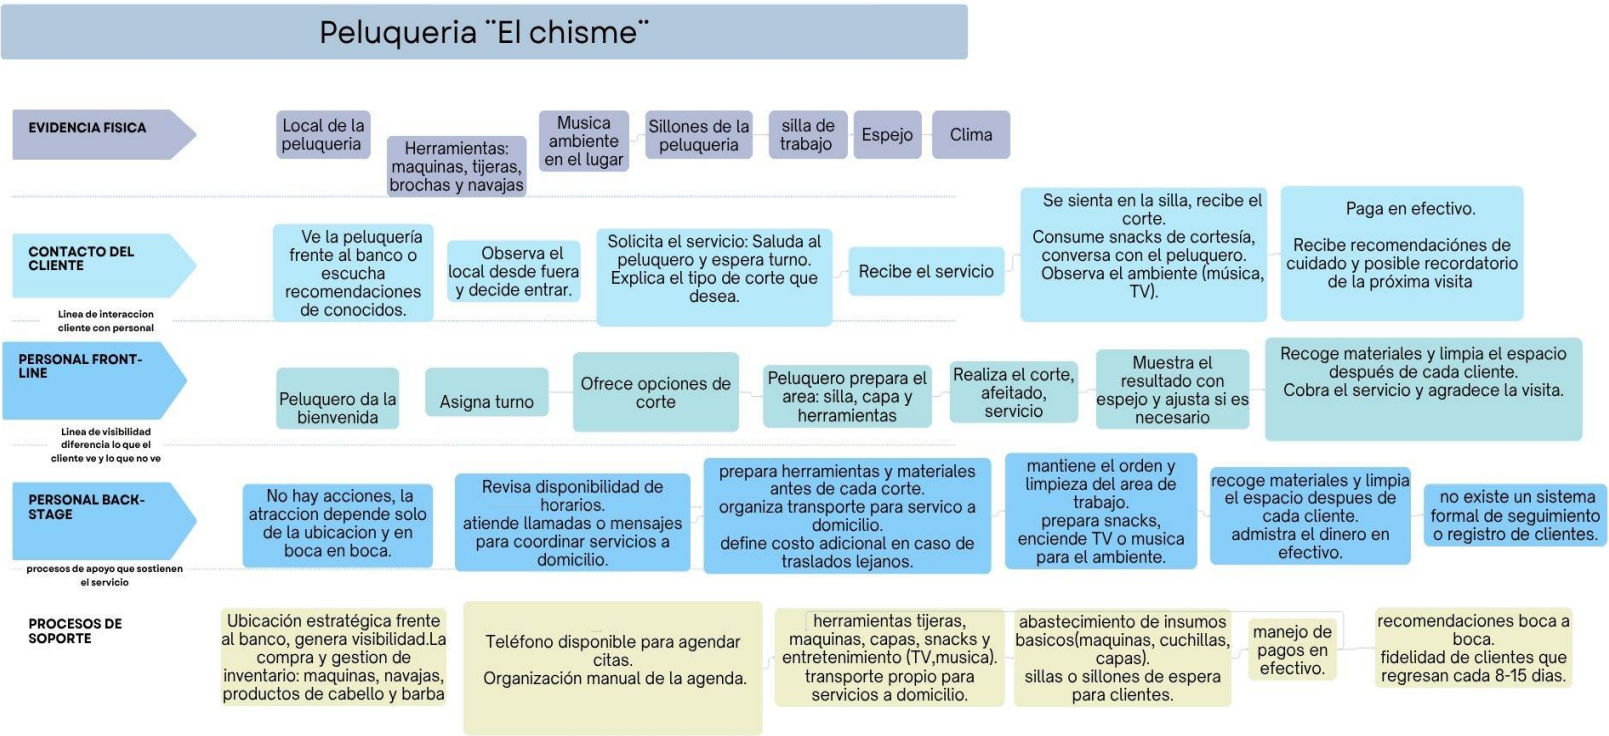 Peluqueria ¨El chisme¨
EVIDENCIA FISICA
Local de la
peluqueria
Herramientas:
maquinas, tijeras,
brochas y navajas
Musica
ambiente
en el lugar
Sillones de la
peluqueria
silla de
trabajo
Espejo
Clima
CONTACTO DEL
CLIENTE
Ve la peluquería
frente al banco o
escucha
recomendaciones
de conocidos.
Observa el
local desde fuera
y decide entrar.
Solicita el servicio: Saluda al
peluquero y espera turno.
Explica el tipo de corte que
desea.
Recibe el servicio
Se sienta en la silla, recibe el
corte.
Consume snacks de cortesía,
conversa con el peluquero.
Observa el ambiente (música,
TV).
Paga en efectivo.
Recibe recomendaciónes de
cuidado y posible recordatorio
de la próxima visita
Linea de interaccion
cliente con personal
PERSONAL FRONT-
LINE
Peluquero da la
bienvenida
Asigna turno
Ofrece opciones de
corte
Peluquero prepara el
area: silla, capa y
herramientas
Realiza el corte,
afeitado,
servicio
Muestra el
resultado con
espejo y ajusta si es
necesario
Recoge materiales y limpia el espacio
después de cada cliente.
Cobra el servicio y agradece la visita.
Linea de visibilidad
diferencia lo que el
cliente ve y lo que no ve
PERSONAL BACK-
STAGE
No hay acciones, la
atraccion depende solo
de la ubicacion y en
boca en boca.
Revisa disponibilidad de
horarios.
atiende llamadas o mensajes
para coordinar servicios a
domicilio.
prepara herramientas y materiales
antes de cada corte.
organiza transporte para servico a
domicilio.
define costo adicional en caso de
traslados lejanos.
mantiene el orden y
limpieza del area de
trabajo.
prepara snacks,
enciende TV o musica
para el ambiente.
recoge materiales y limpia
el espacio despues de
cada cliente.
admistra el dinero en
efectivo.
no existe un sistema
formal de seguimiento
o registro de clientes.
procesos de apoyo que sostienen
el servicio
PROCESOS DE
SOPORTE
Ubicación estratégica frente
al banco, genera visibilidad.La
compra y gestion de
inventario: maquinas, navajas,
productos de cabello y barba
Teléfono disponible para agendar
citas.
Organización manual de la agenda.
herramientas tijeras,
maquinas, capas, snacks y
entretenimiento (TV,musica).
transporte propio para
servicios a domicilio.
abastecimiento de insumos
basicos(maquinas, cuchillas,
capas).
sillas o sillones de espera
para clientes.
manejo de
pagos en
efectivo.
recomendaciones boca a
boca.
fidelidad de clientes que
regresan cada 8-15 dias.